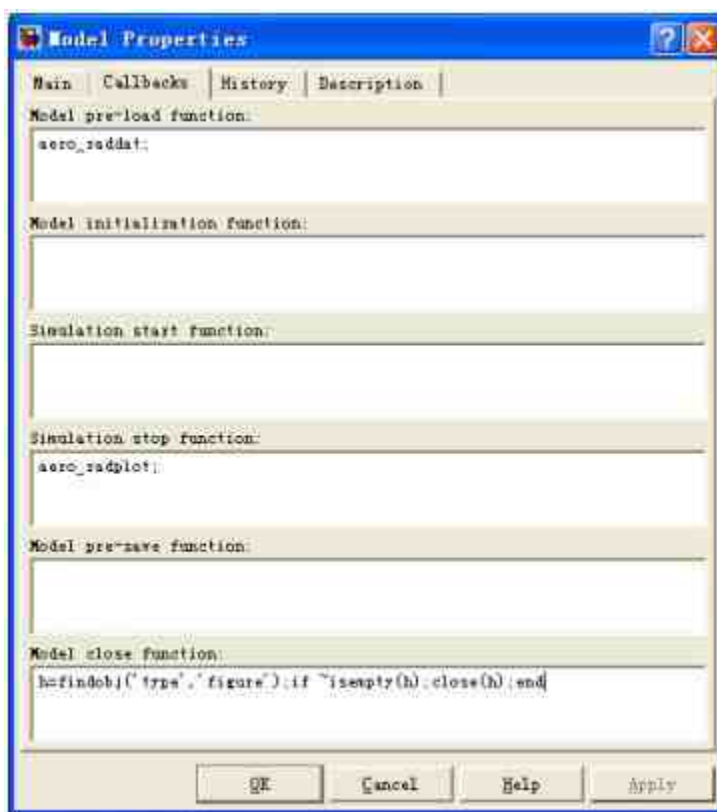 Model Properties
Main Callbacks History Description
Model pre-load function:
aero_raddat;
Model initialization function:
Simulation start function:
Simulation stop function:
aero_radplot;
Model pre-save function:
Model close function:
h=findobj('type','figure');if ~isempty(h);close(h);end
OK Cancel Help Apply